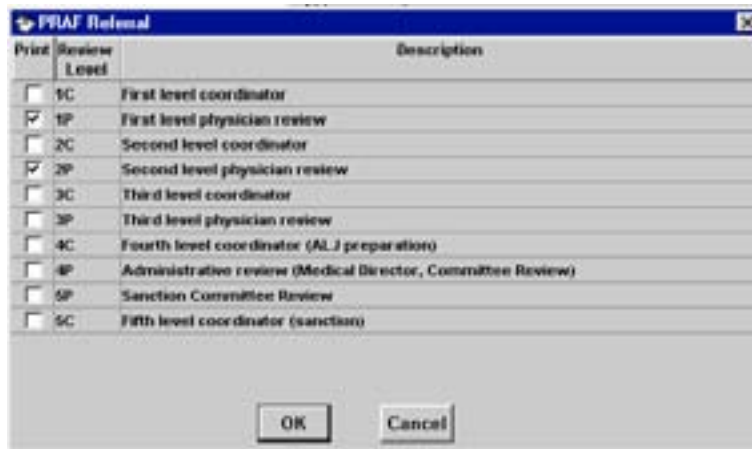 PRAF Referral
Print Review Level Description
1C First level coordinator
1P First level physician review
2C Second level coordinator
2P Second level physician review
3C Third level coordinator
3P Third level physician review
4C Fourth level coordinator (ALJ preparation)
4P Administrative review (Medical Director, Committee Review)
5P Sanction Committee Review
5C Fifth level coordinator (sanction)
OK Cancel